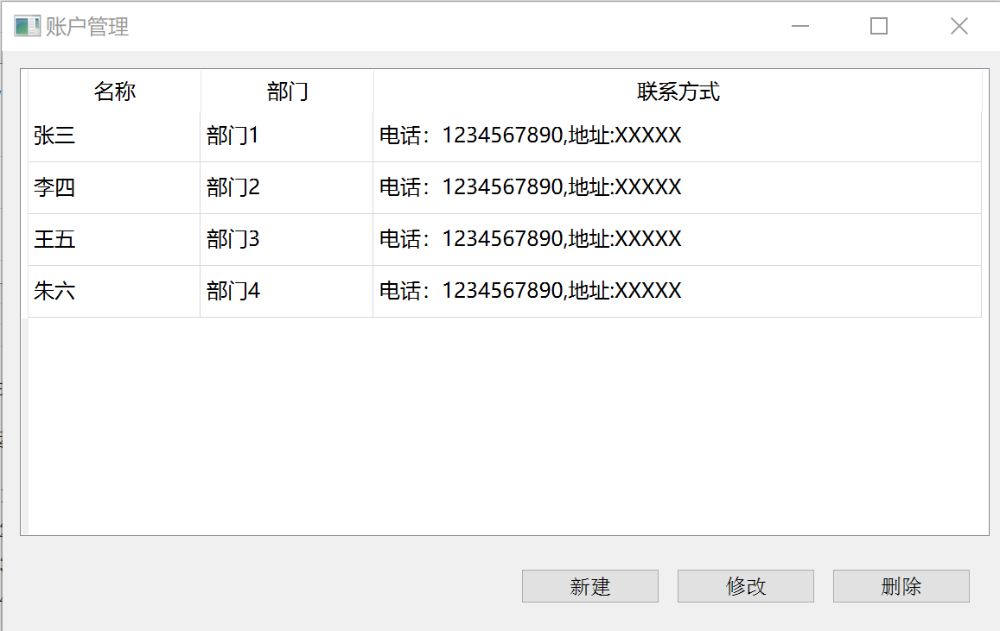 账户管理
名称 部门 联系方式
张三 部门1 电话：1234567890,地址:XXXXX
李四 部门2 电话：1234567890,地址:XXXXX
王五 部门3 电话：1234567890,地址:XXXXX
朱六 部门4 电话：1234567890,地址:XXXXX
新建 修改 删除